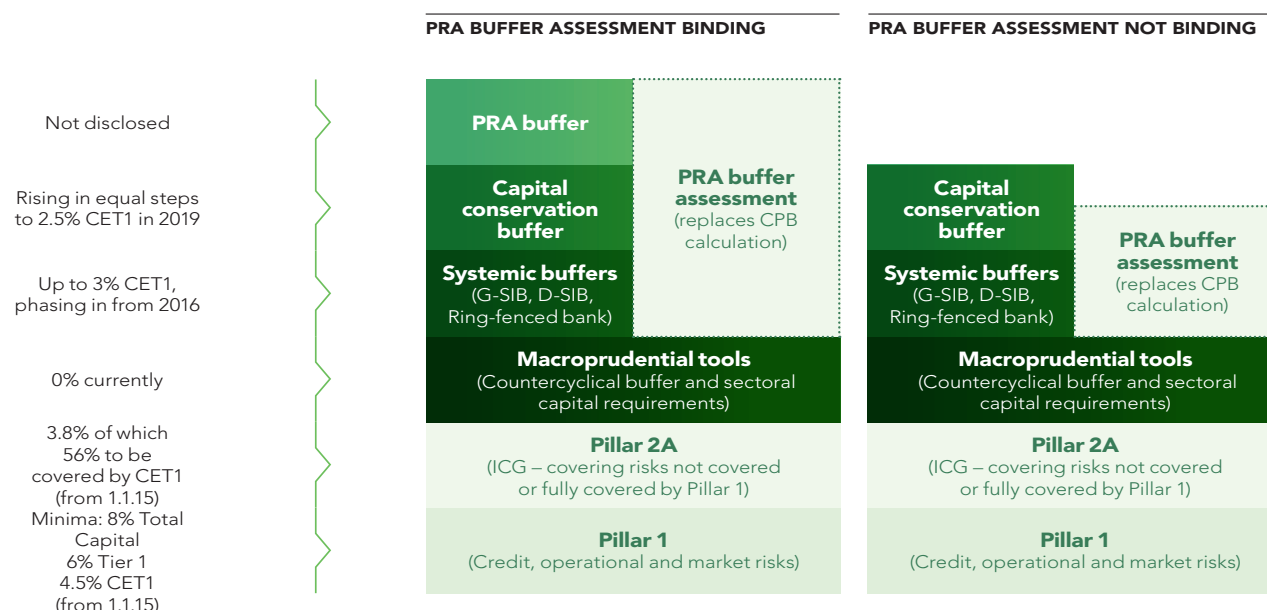 PRA BUFFER ASSESSMENT BINDING
PRA BUFFER ASSESSMENT NOT BINDING
Not disclosed
Rising in equal steps
to 2.5% CET1 in 2019
Up to 3% CET1,
phasing in from 2016
0% currently
3.8% of which
56% to be
covered by CET1
(from 1.1.15)
Minima: 8% Total
Capital
6% Tier 1
4.5% CET1
(from 1.1.15)
PRA buffer
Capital
conservation
buffer
Systemic buffers
(G-SIB, D-SIB,
Ring-fenced bank)
PRA buffer
assessment
(replaces CPB
calculation)
Macroprudential tools
(Countercyclical buffer and sectoral
capital requirements)
Pillar 2A
(ICG – covering risks not covered
or fully covered by Pillar 1)
Pillar 1
(Credit, operational and market risks)
Capital
conservation
buffer
Systemic buffers
(G-SIB, D-SIB,
Ring-fenced bank)
PRA buffer
assessment
(replaces CPB
calculation)
Macroprudential tools
(Countercyclical buffer and sectoral
capital requirements)
Pillar 2A
(ICG – covering risks not covered
or fully covered by Pillar 1)
Pillar 1
(Credit, operational and market risks)